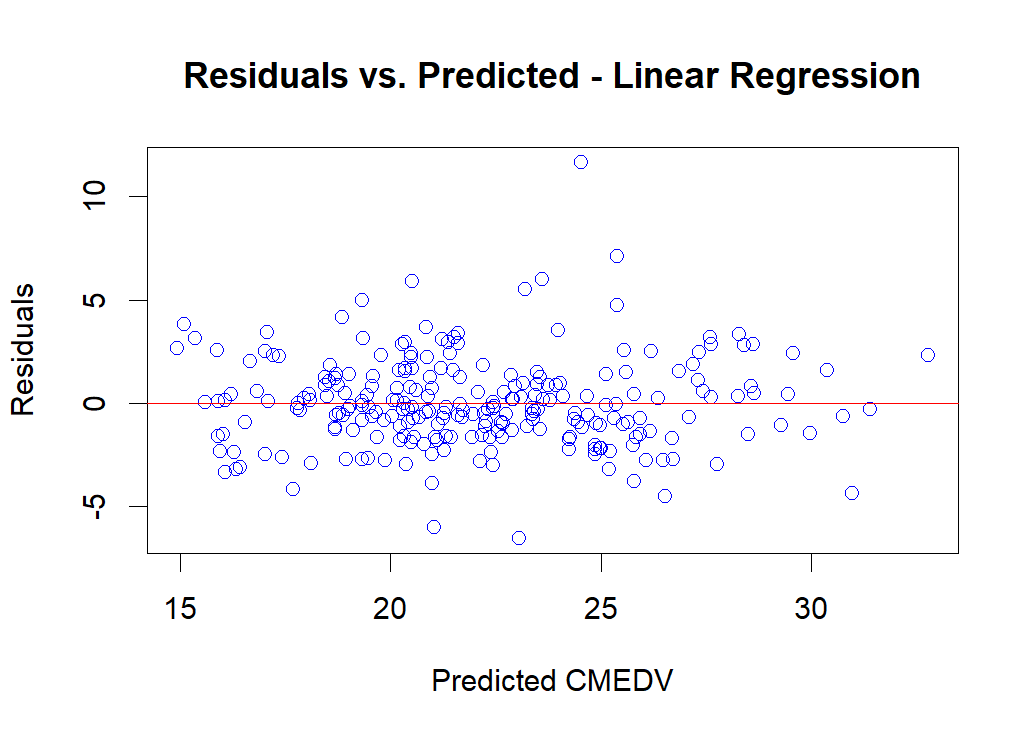 Residuals vs. Predicted - Linear Regression
Residuals
10
5
0
-5
15 20 25 30
Predicted CMEDV